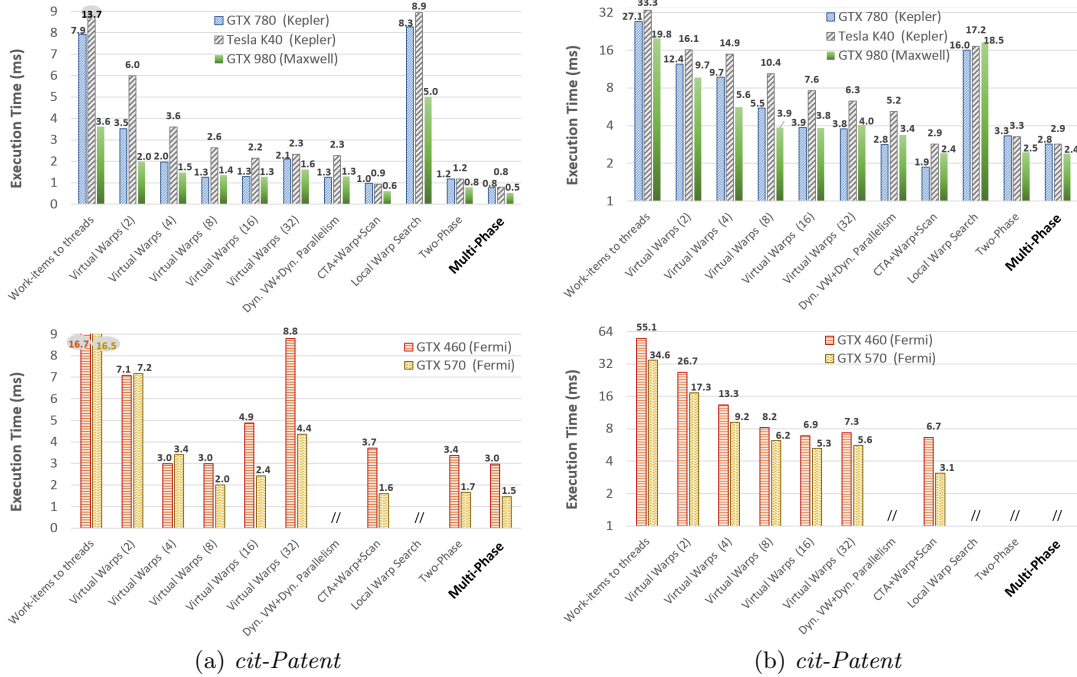 Execution Time (ms)
9
8
7
6
5
4
3
2
1
0
GTX 780 (Kepler)
Tesla K40 (Kepler)
GTX 980 (Maxwell)
7.9 13.7 3.6
3.5 6.0 2.0
2.0 3.6 1.5
1.3 2.6 1.4
1.3 2.2 1.3
2.1 2.3 1.6
1.3 2.3 1.3
1.0 0.9 0.6
8.3 8.9 5.0
1.2 1.2 0.8
0.8 0.8 0.5
Work-items to threads
Virtual Warps (2)
Virtual Warps (4)
Virtual Warps (8)
Virtual Warps (16)
Virtual Warps (32)
Dyn. VW+Dyn. Parallelism
CTA+Warp+Scan
Local Warp Search
Two-Phase
Multi-Phase
Execution Time (ms)
32
16
8
4
2
1
GTX 780 (Kepler)
Tesla K40 (Kepler)
GTX 980 (Maxwell)
27.1 33.3 19.8
12.4 16.1 9.7
9.7 14.9 5.6
5.5 10.4 3.9
3.9 7.6 3.8
3.8 6.3 4.0
2.8 5.2 3.4
1.9 2.9 2.4
16.0 17.2 18.5
3.3 3.3 2.5
2.8 2.9 2.4
Work-items to threads
Virtual Warps (2)
Virtual Warps (4)
Virtual Warps (8)
Virtual Warps (16)
Virtual Warps (32)
Dyn. VW+Dyn. Parallelism
CTA+Warp+Scan
Local Warp Search
Two-Phase
Multi-Phase
Execution Time (ms)
9
8
7
6
5
4
3
2
1
0
GTX 460 (Fermi)
GTX 570 (Fermi)
16.7 16.5
7.1 7.2
3.0 3.4
3.0 2.0
4.9 2.4
8.8 4.4
//
3.7 1.6
//
3.4 1.7
3.0 1.5
Work-items to threads
Virtual Warps (2)
Virtual Warps (4)
Virtual Warps (8)
Virtual Warps (16)
Virtual Warps (32)
Dyn. VW+Dyn. Parallelism
CTA+Warp+Scan
Local Warp Search
Two-Phase
Multi-Phase
Execution Time (ms)
64
32
16
8
4
2
1
GTX 460 (Fermi)
GTX 570 (Fermi)
55.1 34.6
26.7 17.3
13.3 9.2
8.2 6.2
6.9 5.3
7.3 5.6
//
6.7 3.1
//
//
//
Work-items to threads
Virtual Warps (2)
Virtual Warps (4)
Virtual Warps (8)
Virtual Warps (16)
Virtual Warps (32)
Dyn. VW+Dyn. Parallelism
CTA+Warp+Scan
Local Warp Search
Two-Phase
Multi-Phase
(a) cit-Patent
(b) cit-Patent